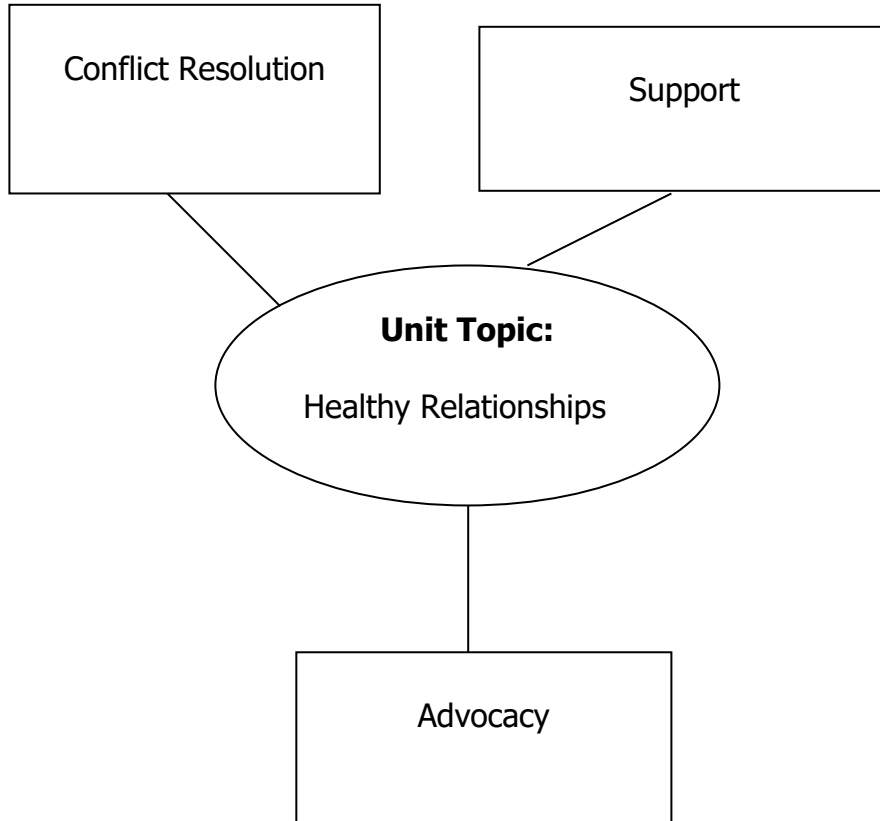 Conflict Resolution
Support
Unit Topic:
Healthy Relationships
Advocacy